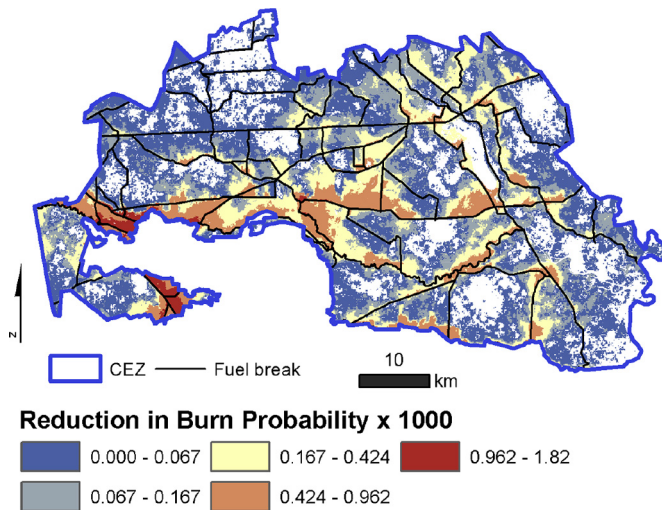 z
CEZ Fuel break 10 km
Reduction in Burn Probability x 1000
0.000 - 0.067 0.167 - 0.424 0.962 - 1.82
0.067 - 0.167 0.424 - 0.962